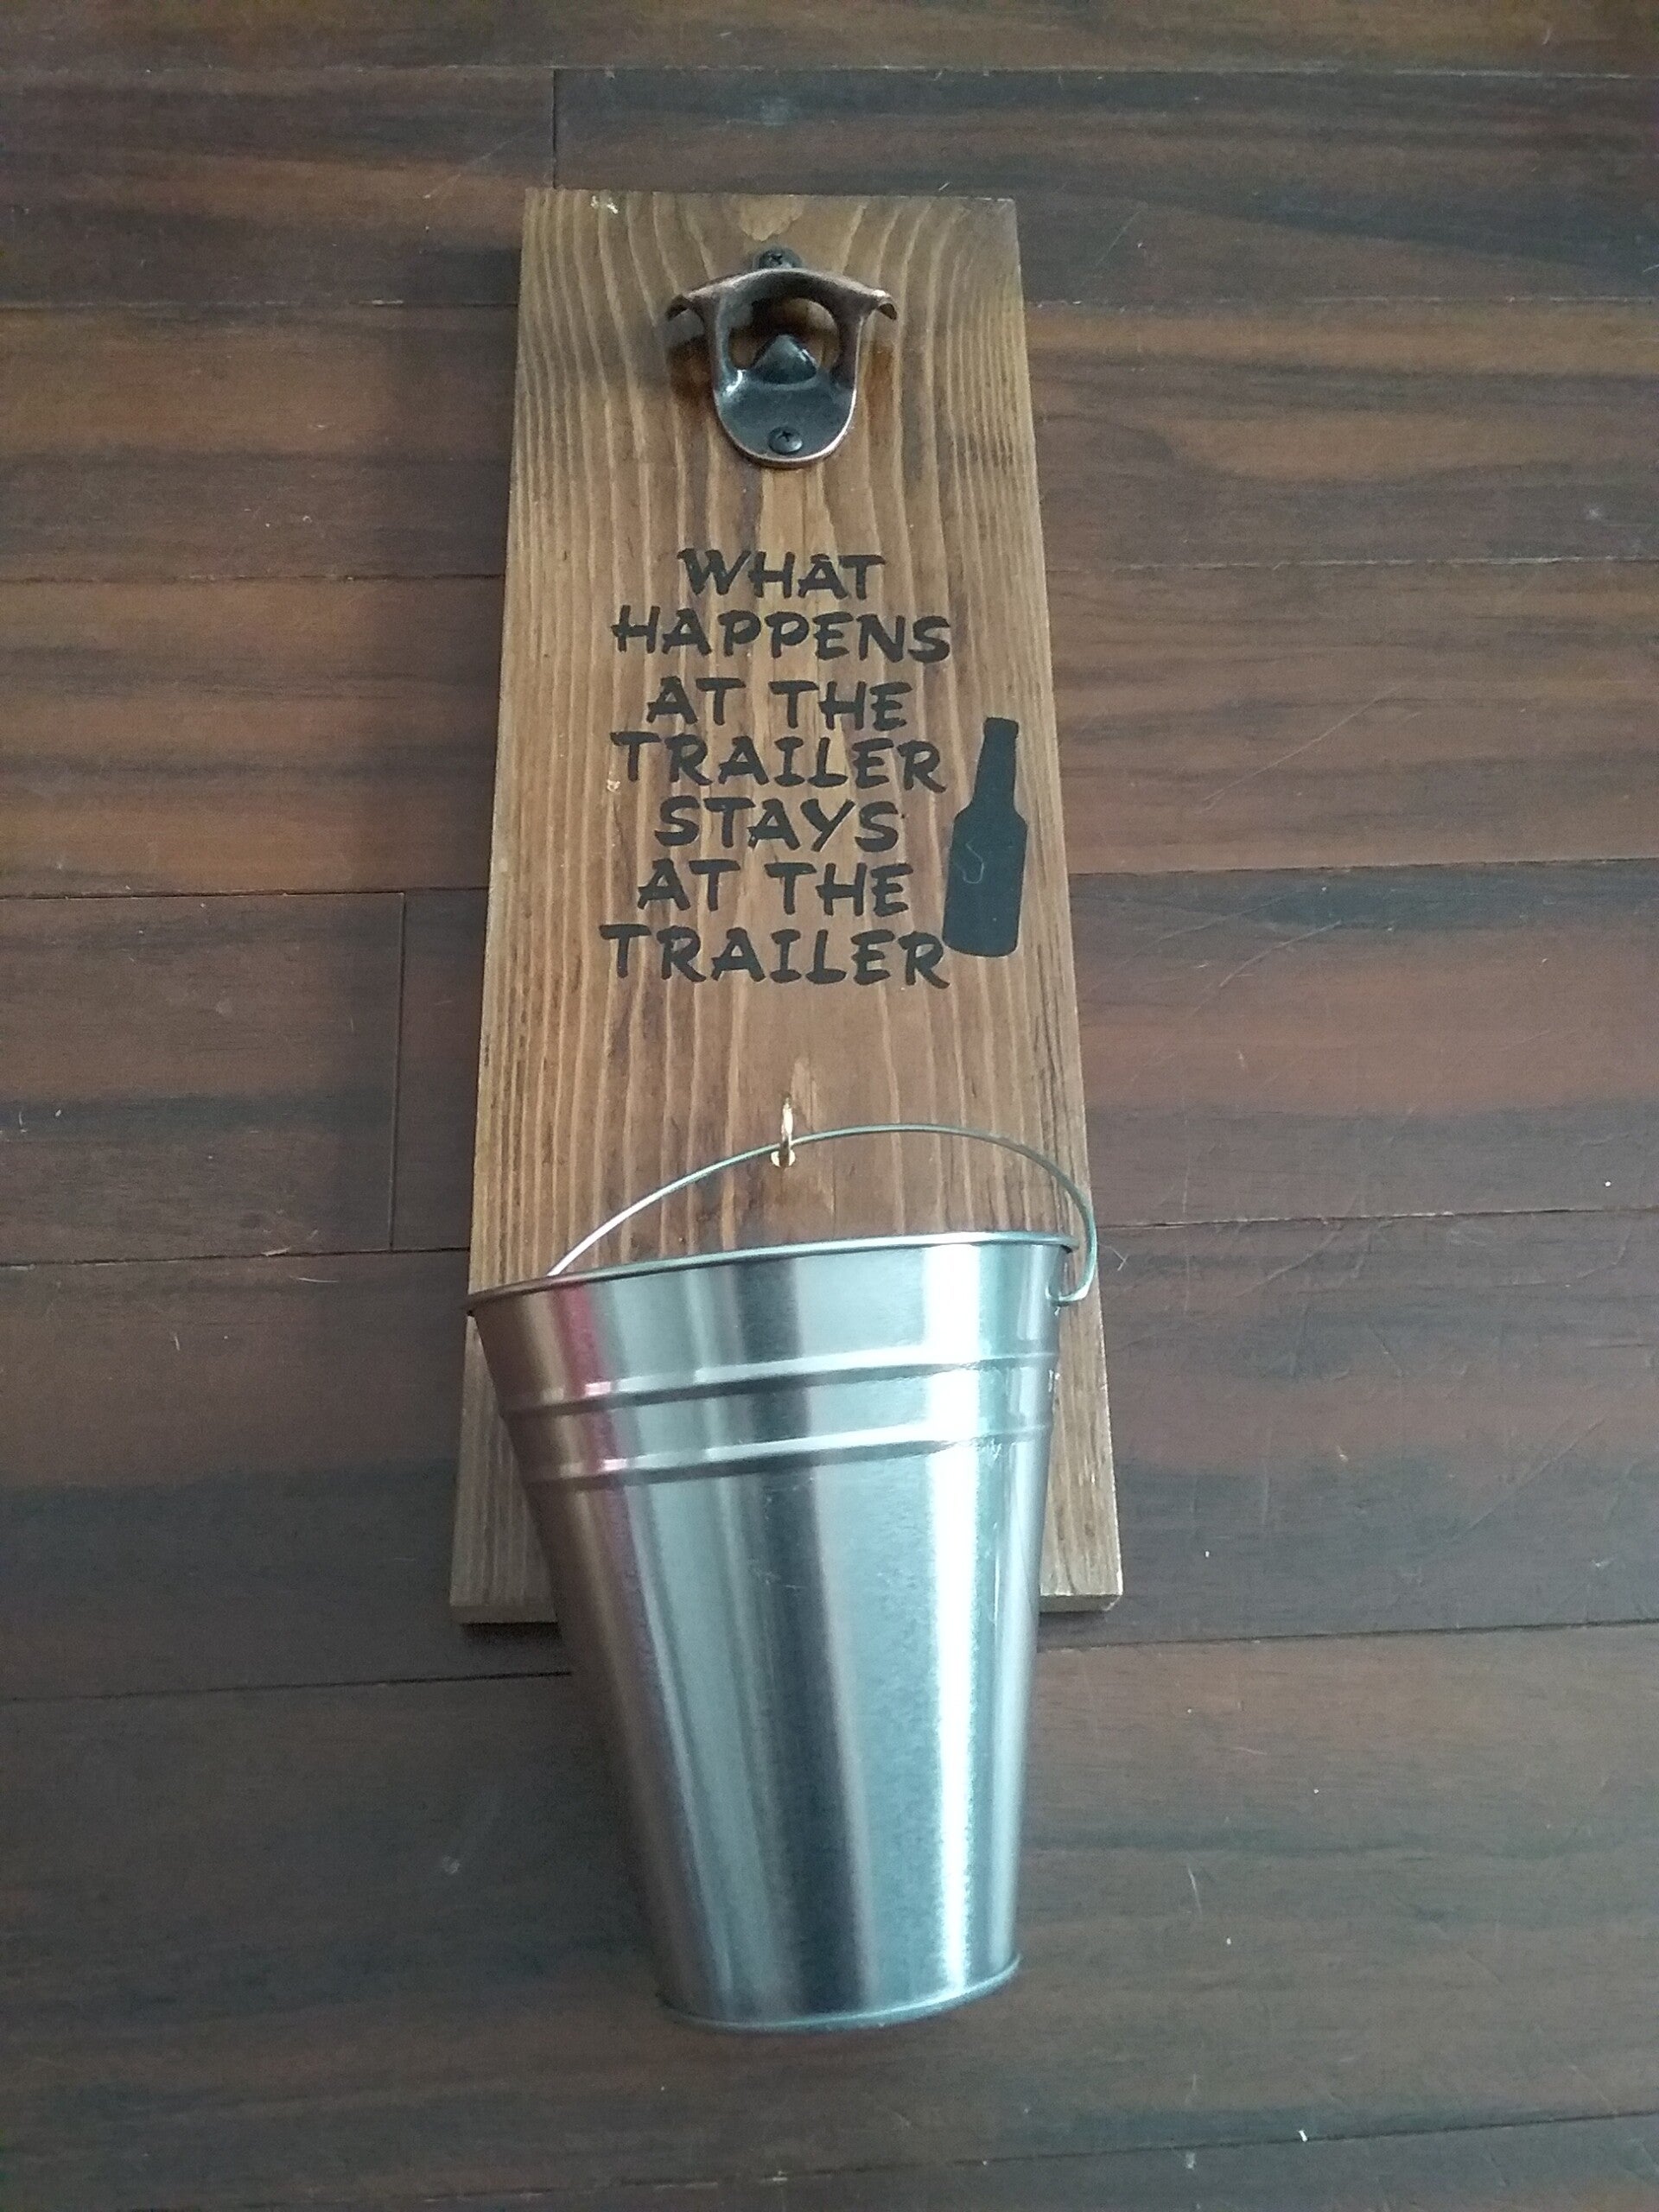 WHAT
HAPPENS
AT THE
TRAILER
STAYS
AT THE
TRAILER